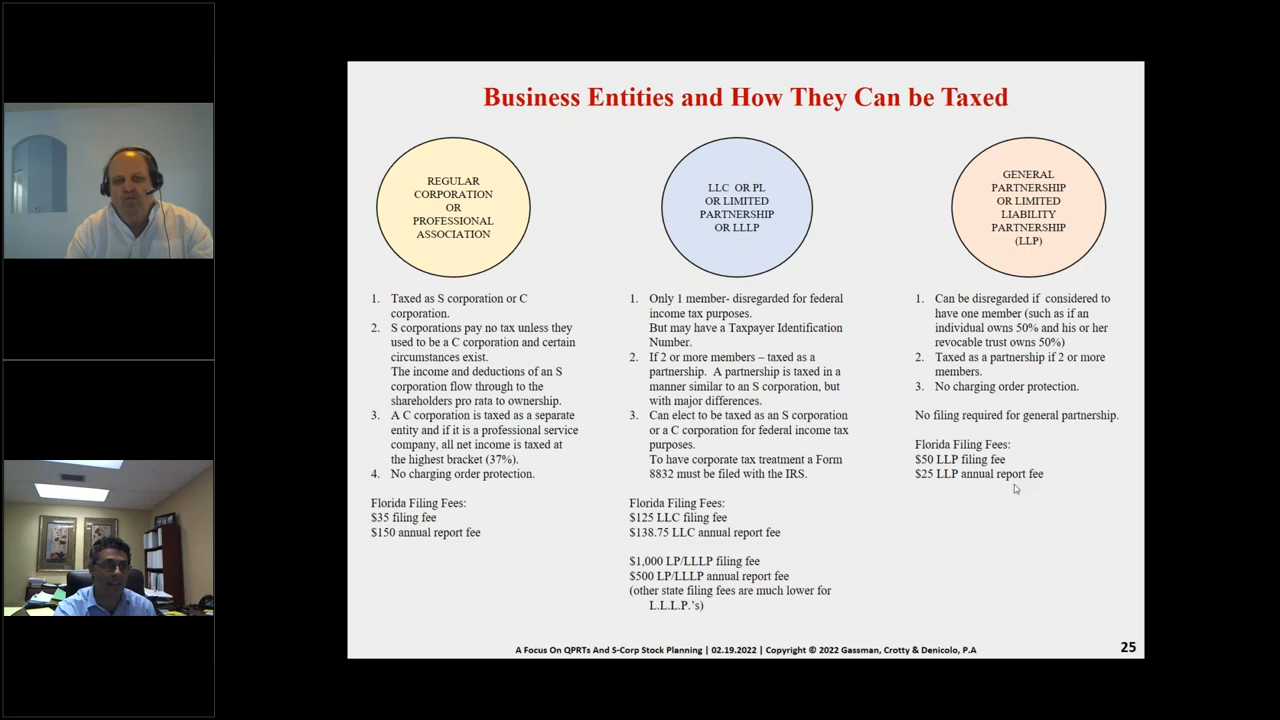 Business Entities and How They Can be Taxed
REGULAR
CORPORATION
OR
PROFESSIONAL
ASSOCIATION
1. Taxed as S corporation or C
corporation.
2. S corporations pay no tax unless they
used to be a C corporation and certain
circumstances exist.
The income and deductions of an S
corporation flow through to the
shareholders pro rata to ownership.
3. A C corporation is taxed as a separate
entity and if it is a professional service
company, all net income is taxed at
the highest bracket (37%).
4. No charging order protection.
Florida Filing Fees:
$35 filing fee
$150 annual report fee
LLC OR PL
OR LIMITED
PARTNERSHIP
OR LLLP
1. Only 1 member- disregarded for federal
income tax purposes.
But may have a Taxpayer Identification
Number.
2. If 2 or more members – taxed as a
partnership. A partnership is taxed in a
manner similar to an S corporation, but
with major differences.
3. Can elect to be taxed as an S corporation
or a C corporation for federal income tax
purposes.
To have corporate tax treatment a Form
8832 must be filed with the IRS.
Florida Filing Fees:
$125 LLC filing fee
$138.75 LLC annual report fee
$1,000 LP/LLLP filing fee
$500 LP/LLLP annual report fee
(other state filing fees are much lower for
L.L.L.P.'s)
GENERAL
PARTNERSHIP
OR LIMITED
LIABILITY
PARTNERSHIP
(LLP)
1. Can be disregarded if considered to
have one member (such as if an
individual owns 50% and his or her
revocable trust owns 50%)
2. Taxed as a partnership if 2 or more
members.
3. No charging order protection.
No filing required for general partnership.
Florida Filing Fees:
$50 LLP filing fee
$25 LLP annual report fee
A Focus On QPRTs And S-Corp Stock Planning | 02.19.2022 | Copyright © 2022 Gassman, Crotty & Denicolo, P.A
25